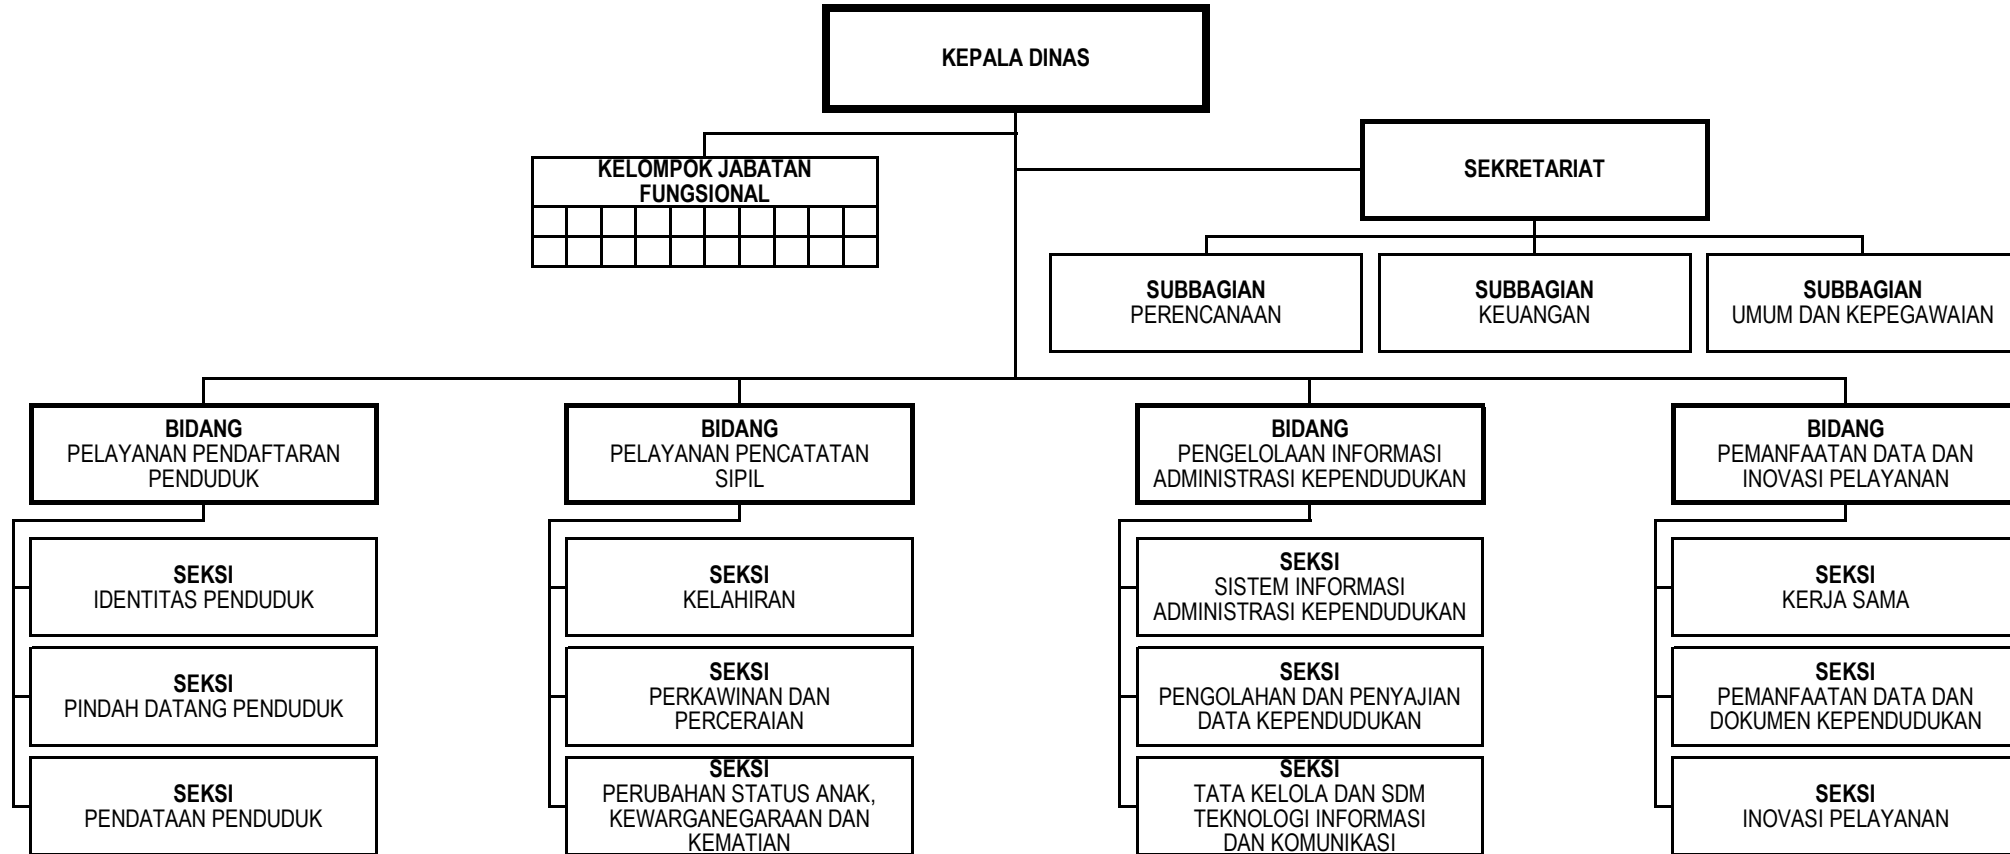 KEPALA DINAS
KELOMPOK JABATAN
FUNGSIONAL
SEKRETARIAT
SUBBAGIAN
PERENCANAAN
SUBBAGIAN
KEUANGAN
SUBBAGIAN
UMUM DAN KEPEGAWAIAN
BIDANG
PELAYANAN PENDAFTARAN
PENDUDUK
BIDANG
PELAYANAN PENCATATAN
SIPIL
BIDANG
PENGELOLAAN INFORMASI
ADMINISTRASI KEPENDUDUKAN
BIDANG
PEMANFAATAN DATA DAN
INOVASI PELAYANAN
SEKSI
IDENTITAS PENDUDUK
SEKSI
KELAHIRAN
SEKSI
SISTEM INFORMASI
ADMINISTRASI KEPENDUDUKAN
SEKSI
KERJA SAMA
SEKSI
PINDAH DATANG PENDUDUK
SEKSI
PERKAWINAN DAN
PERCERAIAN
SEKSI
PENGOLAHAN DAN PENYAJIAN
DATA KEPENDUDUKAN
SEKSI
PEMANFAATAN DATA DAN
DOKUMEN KEPENDUDUKAN
SEKSI
PENDATAAN PENDUDUK
SEKSI
PERUBAHAN STATUS ANAK,
KEWARGANEGARAAN DAN
KEMATIAN
SEKSI
TATA KELOLA DAN SDM
TEKNOLOGI INFORMASI
DAN KOMUNIKASI
SEKSI
INOVASI PELAYANAN